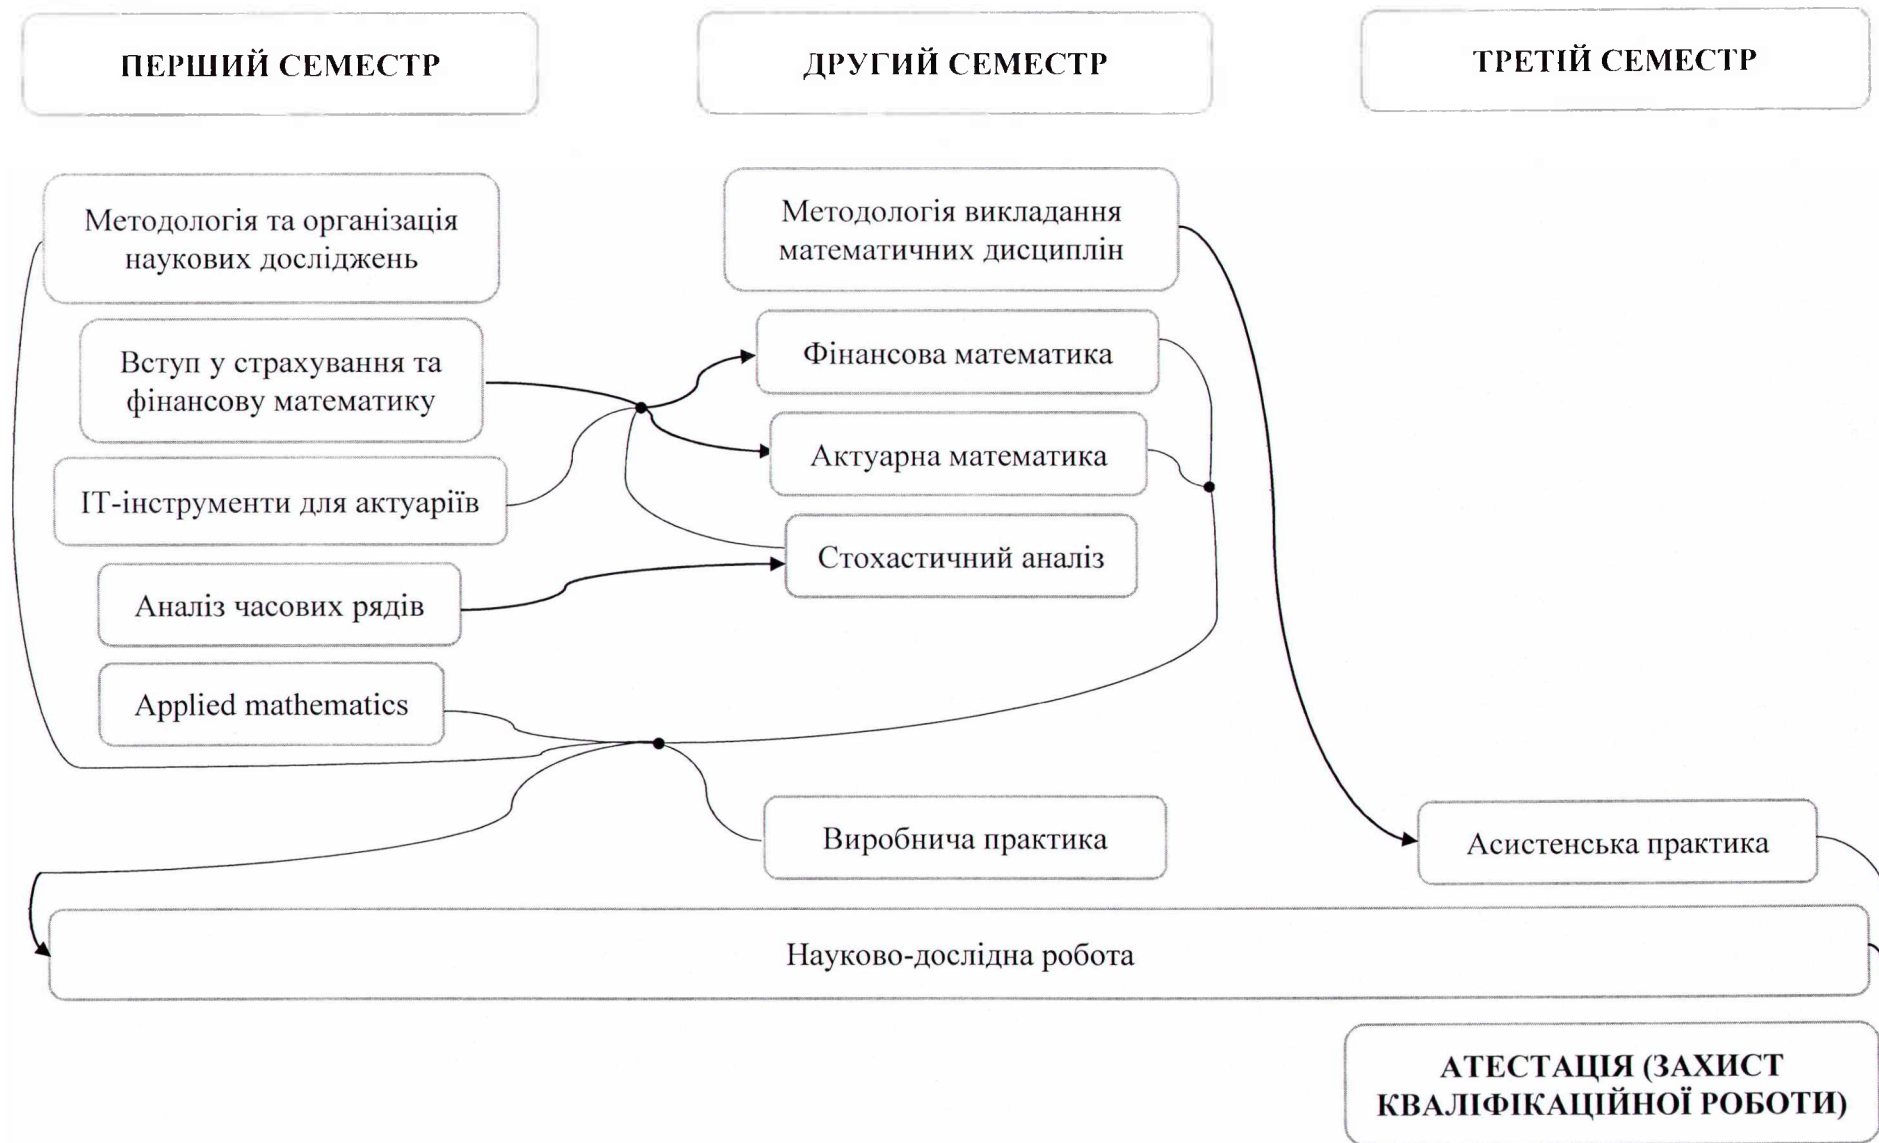 ПЕРШИЙ СЕМЕСТР
ДРУГИЙ СЕМЕСТР
ТРЕТІЙ СЕМЕСТР
Методологія та організація
наукових досліджень
Методологія викладання
математичних дисциплін
Вступ у страхування та
фінансову математику
Фінансова математика
Актуарна математика
ІТ-інструменти для актуаріїв
Стохастичний аналіз
Аналіз часових рядів
Applied mathematics
Виробнича практика
Асистенська практика
Науково-дослідна робота
АТЕСТАЦІЯ (ЗАХИСТ
КВАЛІФІКАЦІЙНОЇ РОБОТИ)